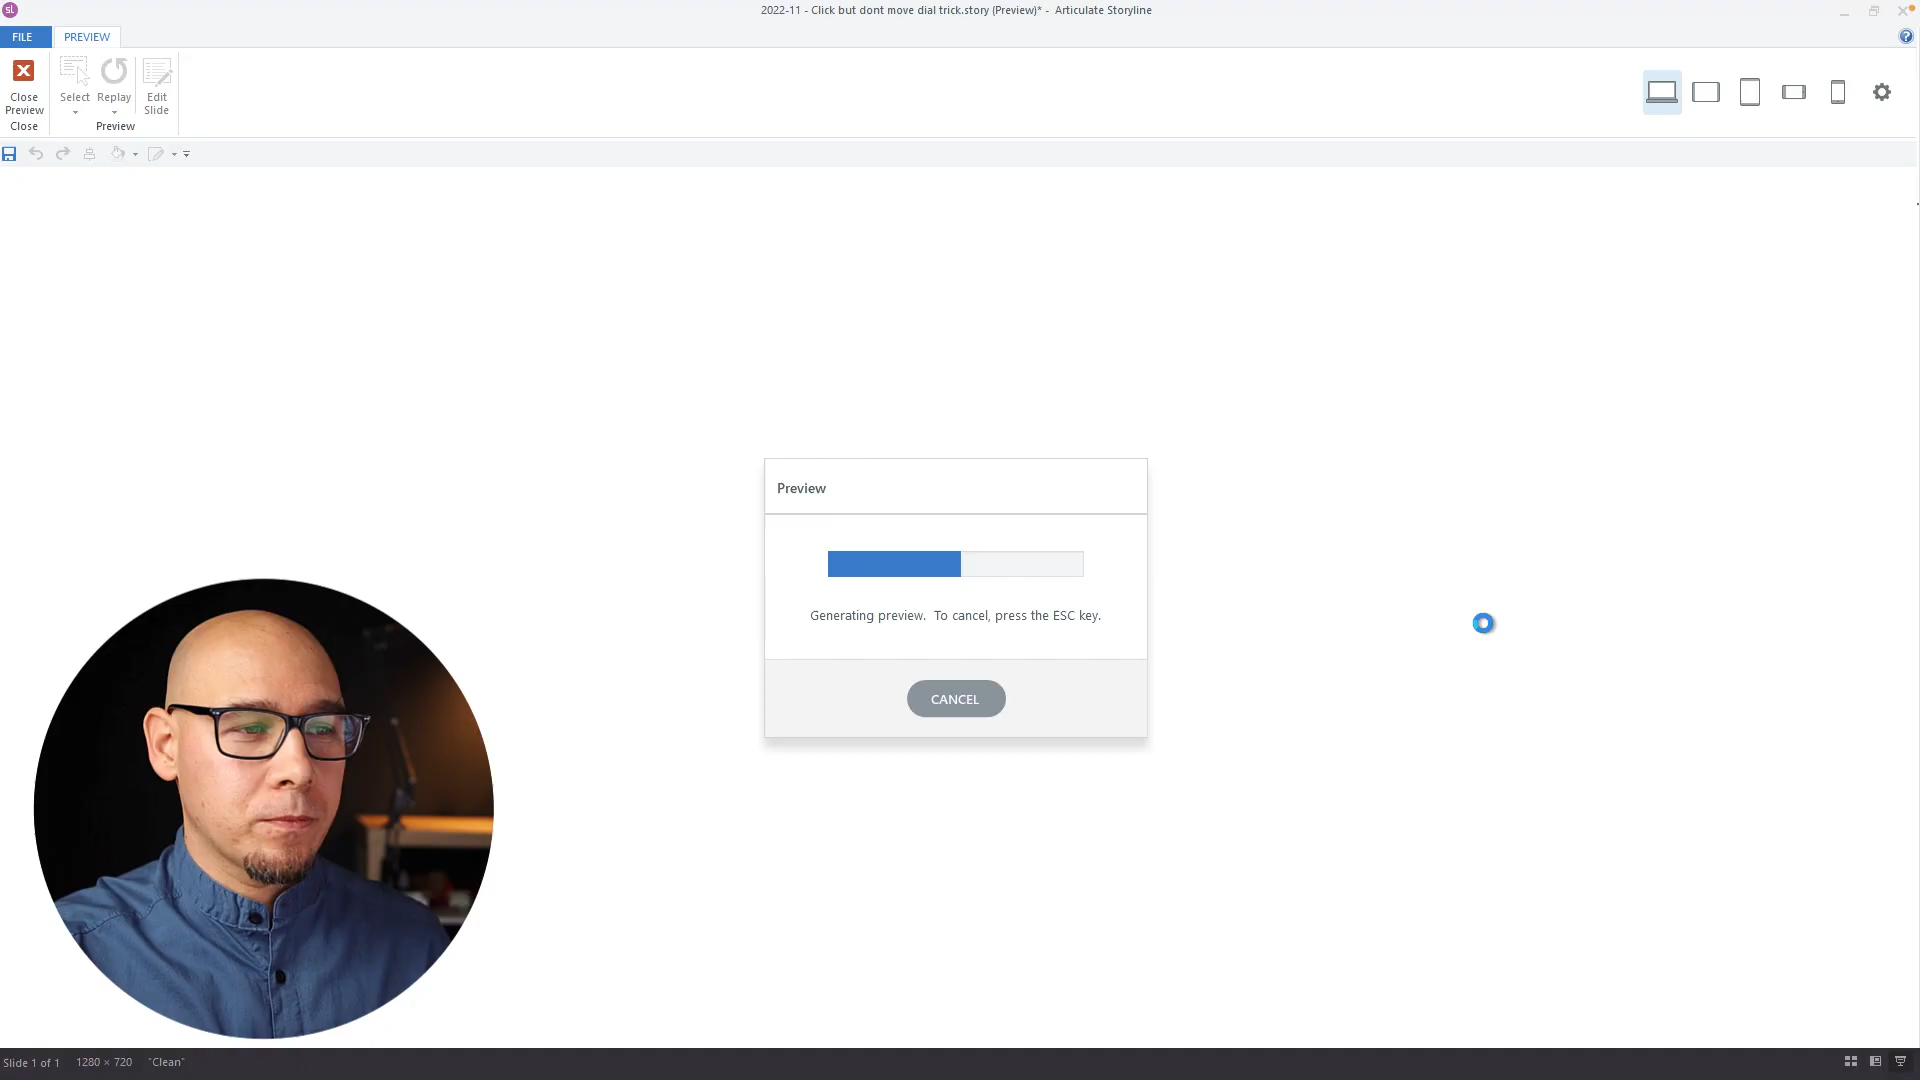 sl
2022-11 - Click but dont move dial trick.story (Preview)* - Articulate Storyline
FILE
PREVIEW
?
Close
Preview
Select
Replay
Edit
Slide
Close
Preview
Preview
Generating preview. To cancel, press the ESC key.
CANCEL
Slide 1 of 1
1280 × 720
"Clean"